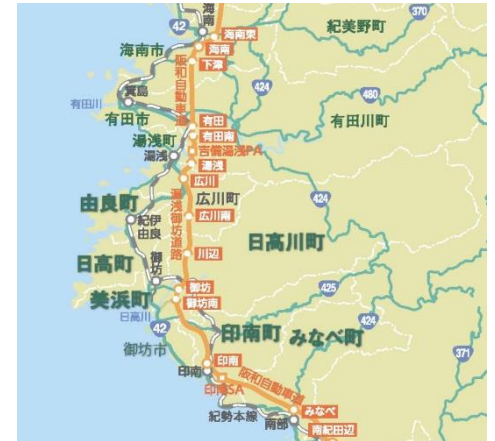 370
海南
42
海南東
紀美野町
海南市
海南
下津
阪和自動車道
424
480
箕島
有田川
有田市
有田
有田南
有田川町
湯浅町
吉備湯浅PA
湯浅
湯浅
広川
424
由良町
湯浅御坊道路
広川町
紀伊
由良
広川南
日高川町
川辺
日高町
御坊
425
美浜町
御坊
御坊南
日高川
42
印南町
みなべ町
424
371
御坊市
印南
印南
印南SA
阪和自動車道
紀勢本線
みなべ
南部
南紀田辺